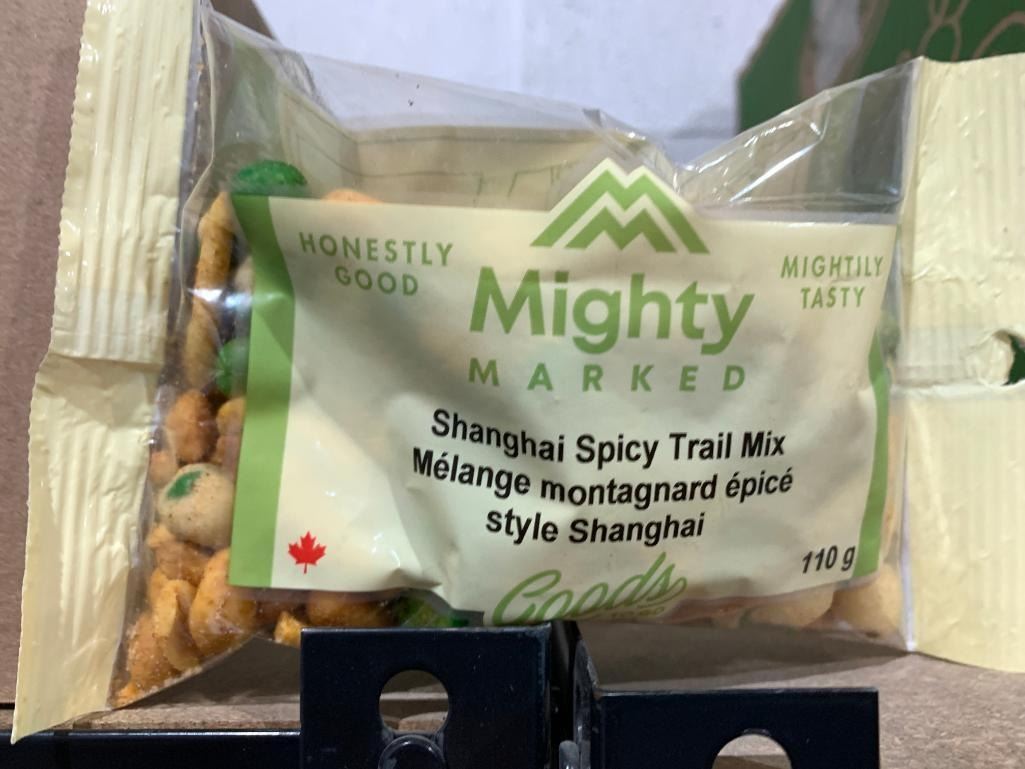 HONESTLY
GOOD
MIGHTILY
TASTY
Mighty
MARKED
Shanghai Spicy Trail Mix
Mélange montagnard épicé
style Shanghai
110 g
Goods